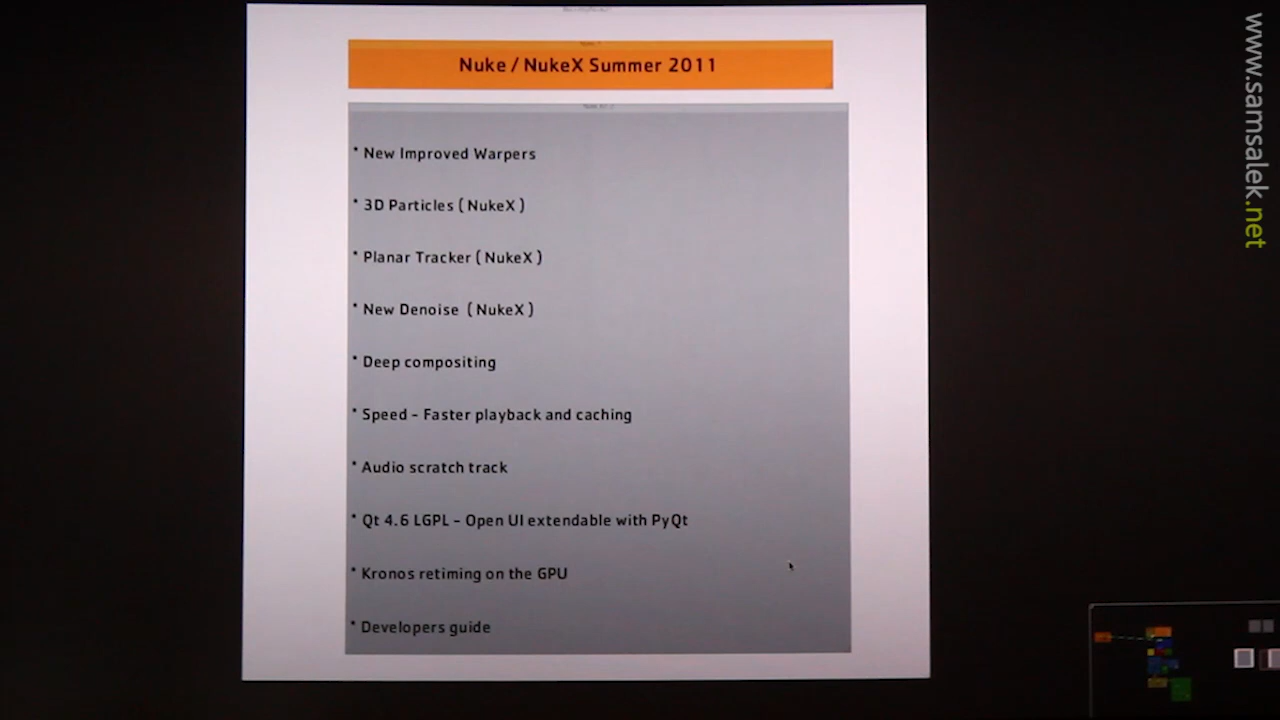 Nuke / NukeX Summer 2011
* New Improved Warpers
* 3D Particles ( NukeX )
* Planar Tracker ( NukeX )
* New Denoise ( NukeX )
* Deep compositing
* Speed - Faster playback and caching
* Audio scratch track
* Qt 4.6 LGPL - Open UI extendable with PyQt
* Kronos retiming on the GPU
* Developers guide
www.samsalek.net